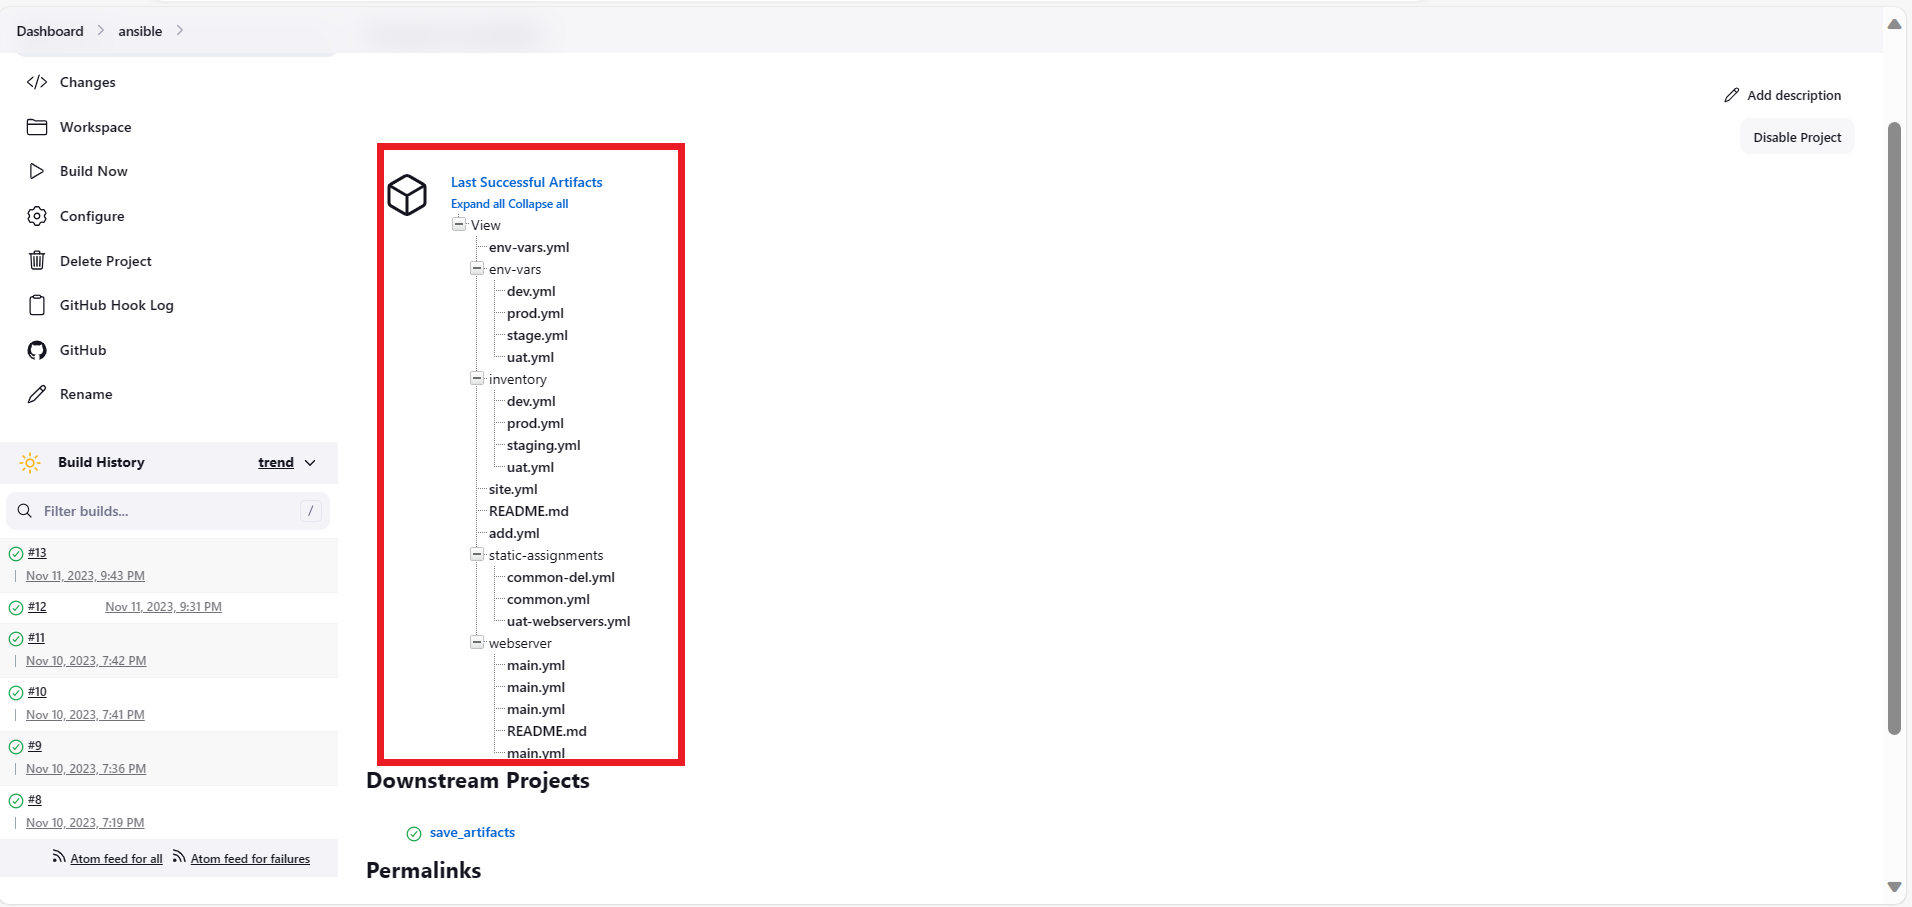 Dashboard ansible
Changes
Workspace
Build Now
Configure
Delete Project
GitHub Hook Log
GitHub
Rename
Build History trend
Filter builds... /
#13
Nov 11, 2023, 9:43 PM
#12 Nov 11, 2023, 9:31 PM
#11
Nov 10, 2023, 7:42 PM
#10
Nov 10, 2023, 7:41 PM
#9
Nov 10, 2023, 7:36 PM
#8
Nov 10, 2023, 7:19 PM
Atom feed for all Atom feed for failures
Add description
Disable Project
Last Successful Artifacts
Expand all Collapse all
View
env-vars.yml
env-vars
dev.yml
prod.yml
stage.yml
uat.yml
inventory
dev.yml
prod.yml
staging.yml
uat.yml
site.yml
README.md
add.yml
static-assignments
common-del.yml
common.yml
uat-webservers.yml
webserver
main.yml
main.yml
main.yml
README.md
main.yml
Downstream Projects
save_artifacts
Permalinks